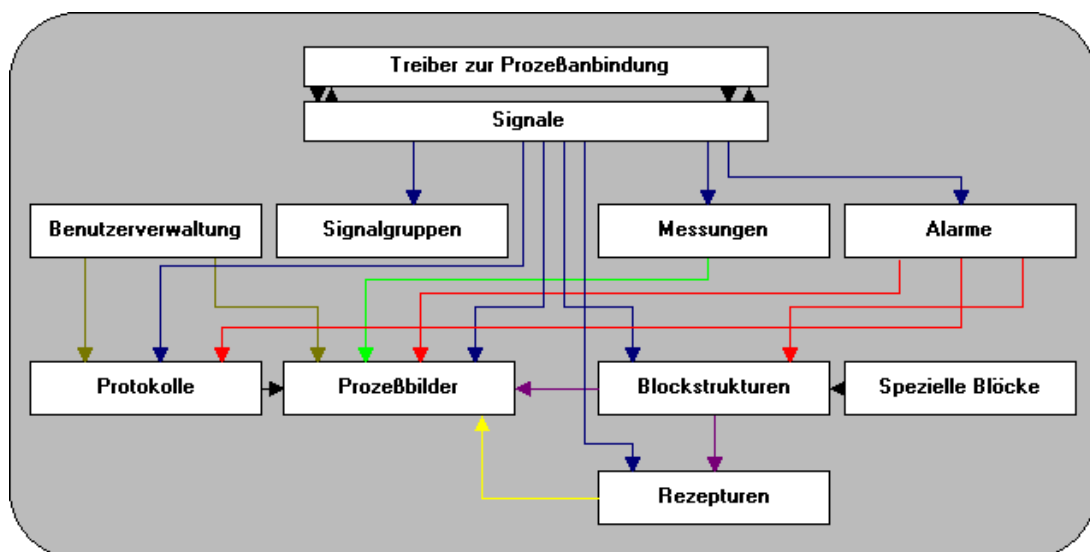 Treiber zur Prozeßanbindung
Signale
Benutzerverwaltung
Signalgruppen
Messungen
Alarme
Protokolle
Prozeßbilder
Blockstrukturen
Spezielle Blöcke
Rezepturen